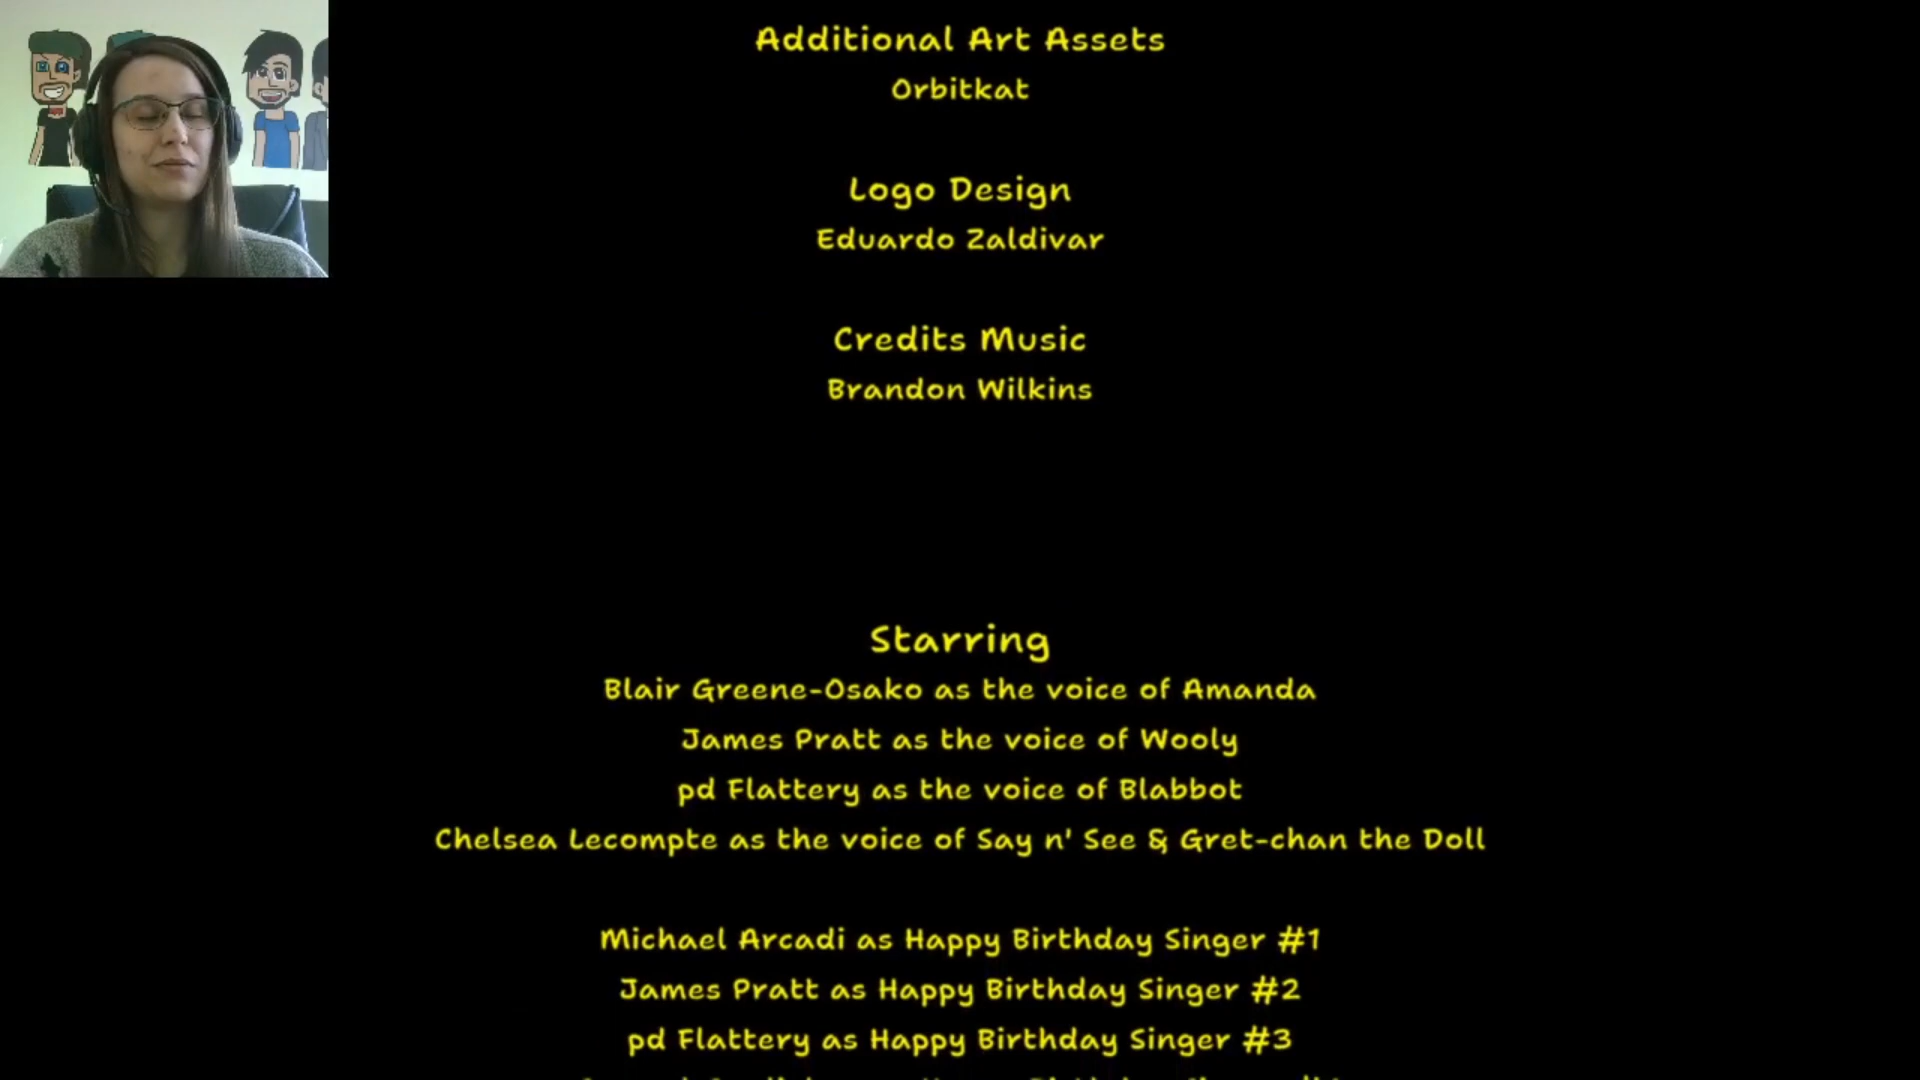 Additional Art Assets
Orbitkat
Logo Design
Eduardo Zaldivar
Credits Music
Brandon Wilkins
Starring
Blair Greene-Osako as the voice of Amanda
James Pratt as the voice of Wooly
pd Flattery as the voice of Blabbot
Chelsea Lecompte as the voice of Say n' See & Gret-chan the Doll
Michael Arcadi as Happy Birthday Singer #1
James Pratt as Happy Birthday Singer #2
pd Flattery as Happy Birthday Singer #3